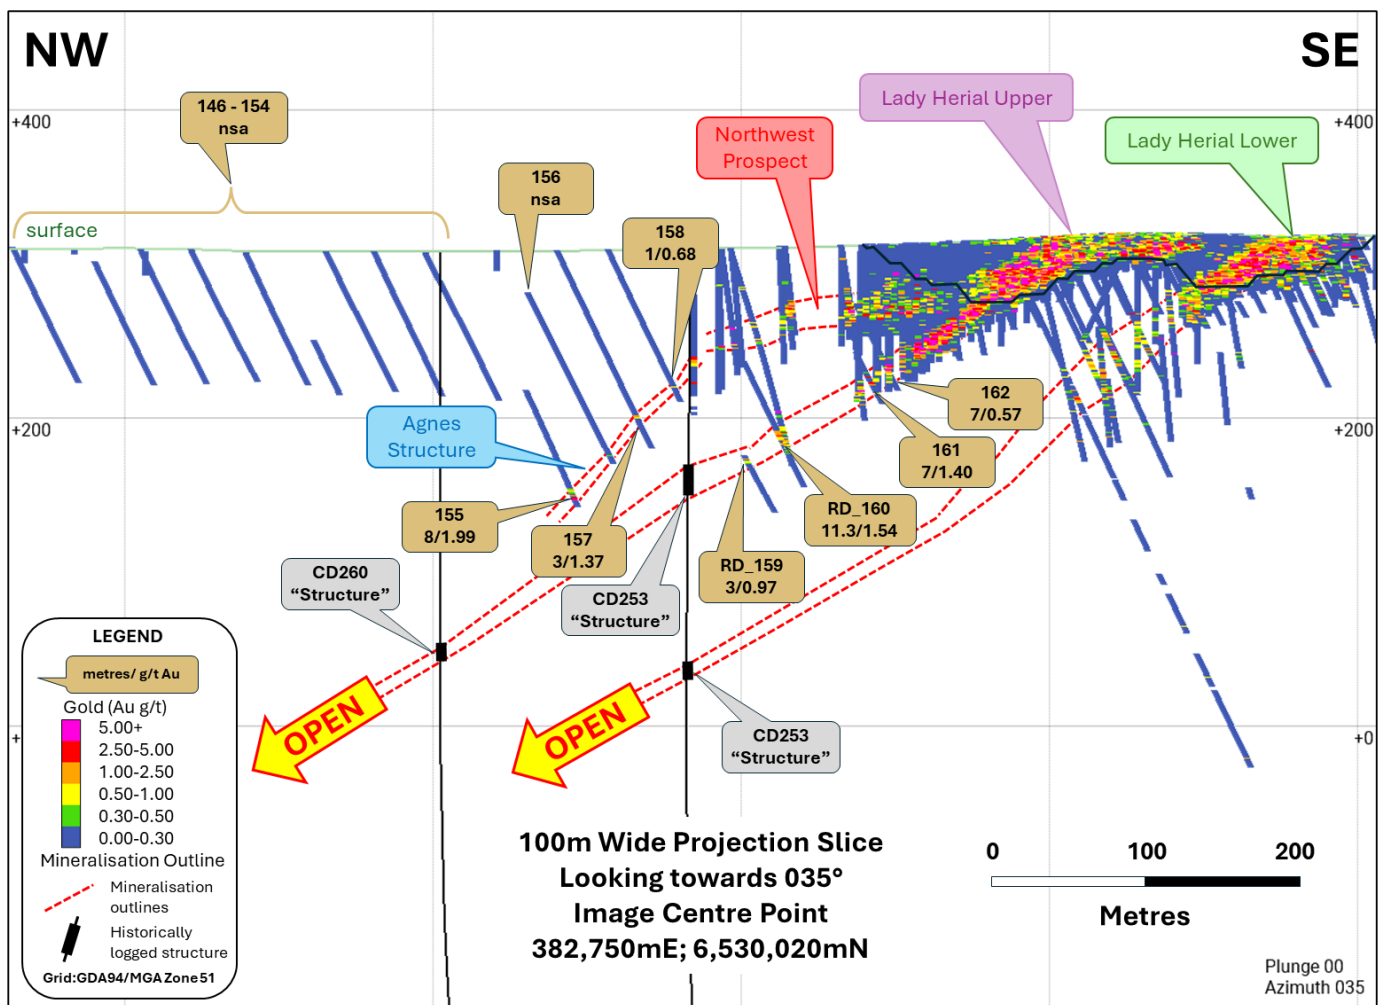 NW
SE
+400
+400
146 - 154
nsa
156
nsa
158
1/0.68
Northwest
Prospect
Lady Herial Upper
Lady Herial Lower
surface
+200
+200
Agnes
Structure
162
7/0.57
161
7/1.40
155
8/1.99
157
3/1.37
RD_160
11.3/1.54
RD_159
3/0.97
CD260
“Structure”
CD253
“Structure”
OPEN
OPEN
CD253
“Structure”
+
+0
LEGEND
metres/ g/t Au
Gold (Au g/t)
5.00+
2.50-5.00
1.00-2.50
0.50-1.00
0.30-0.50
0.00-0.30
Mineralisation Outline
Mineralisation
outlines
Historically
logged structure
Grid:GDA94/MGA Zone 51
100m Wide Projection Slice
Looking towards 035°
Image Centre Point
382,750mE; 6,530,020mN
0 100 200
Metres
Plunge 00
Azimuth 035